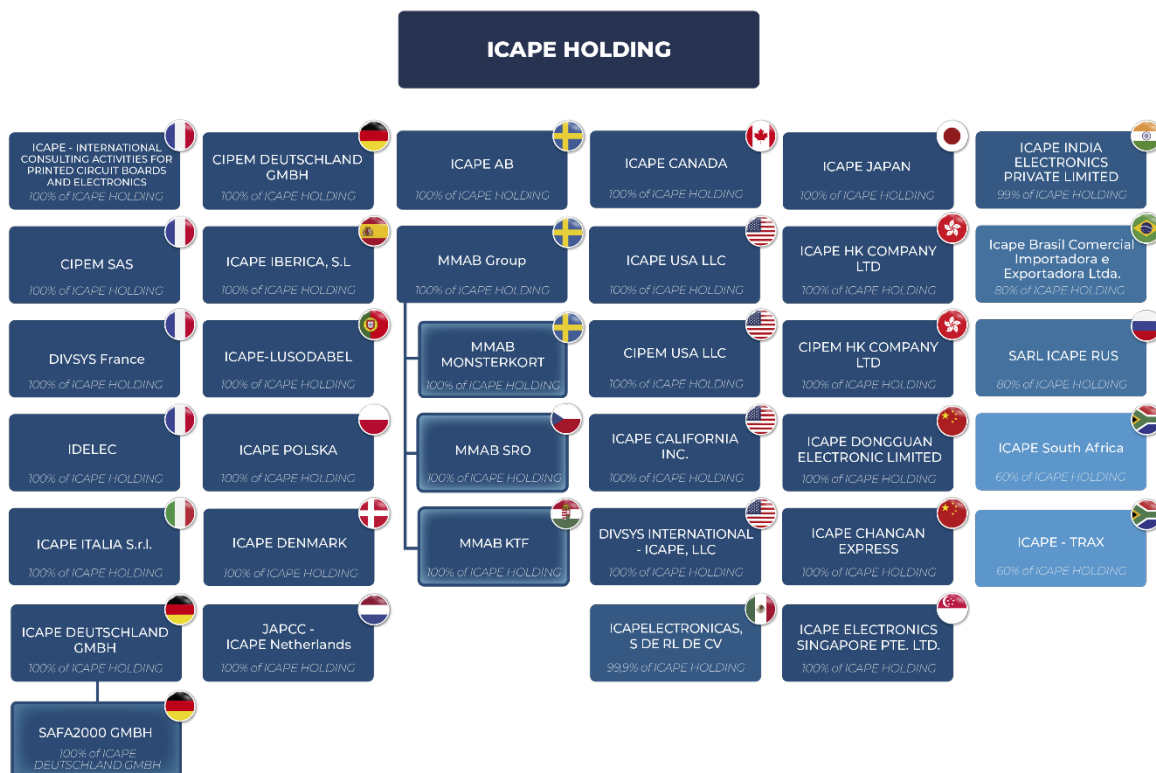 ICAPE HOLDING
ICAPE - INTERNATIONAL
CONSULTING ACTIVITIES FOR
PRINTED CIRCUIT BOARDS
AND ELECTRONICS
100% of ICAPE HOLDING
CIPEM DEUTSCHLAND
GMBH
100% of ICAPE HOLDING
ICAPE AB
100% of ICAPE HOLDING
ICAPE CANADA
100% of ICAPE HOLDING
ICAPE JAPAN
100% of ICAPE HOLDING
ICAPE INDIA
ELECTRONICS
PRIVATE LIMITED
99% of ICAPE HOLDING
CIPEM SAS
100% of ICAPE HOLDING
ICAPE IBERICA, S.L
100% of ICAPE HOLDING
MMAB Group
100% of ICAPE HOLDING
ICAPE USA LLC
100% of ICAPE HOLDING
ICAPE HK COMPANY
LTD
100% of ICAPE HOLDING
Icape Brasil Comercial
Importadora e
Exportadora Ltda.
80% of ICAPE HOLDING
DIVSYS France
100% of ICAPE HOLDING
ICAPE-LUSODABEL
100% of ICAPE HOLDING
MMAB
MONSTERKORT
100% of ICAPE HOLDING
CIPEM USA LLC
100% of ICAPE HOLDING
CIPEM HK COMPANY
LTD
100% of ICAPE HOLDING
SARL ICAPE RUS
80% of ICAPE HOLDING
IDELEC
100% of ICAPE HOLDING
ICAPE POLSKA
100% of ICAPE HOLDING
MMAB SRO
100% of ICAPE HOLDING
ICAPE CALIFORNIA
INC.
100% of ICAPE HOLDING
ICAPE DONGGUAN
ELECTRONIC LIMITED
100% of ICAPE HOLDING
ICAPE South Africa
60% of ICAPE HOLDING
ICAPE ITALIA S.r.l.
100% of ICAPE HOLDING
ICAPE DENMARK
100% of ICAPE HOLDING
MMAB KTF
100% of ICAPE HOLDING
DIVSYS INTERNATIONAL
- ICAPE, LLC
100% of ICAPE HOLDING
ICAPE CHANGAN
EXPRESS
100% of ICAPE HOLDING
ICAPE - TRAX
60% of ICAPE HOLDING
ICAPE DEUTSCHLAND
GMBH
100% of ICAPE HOLDING
JAPCC -
ICAPE Netherlands
100% of ICAPE HOLDING
ICAPELECTRONICAS,
S DE RL DE CV
99,9% of ICAPE HOLDING
ICAPE ELECTRONICS
SINGAPORE PTE. LTD.
100% of ICAPE HOLDING
SAFA2000 GMBH
100% of ICAPE
DEUTSCHLAND GMBH